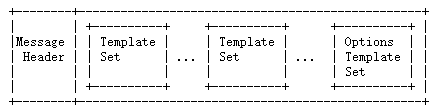 Message Header
Template Set
...
Template Set
...
Options Template Set